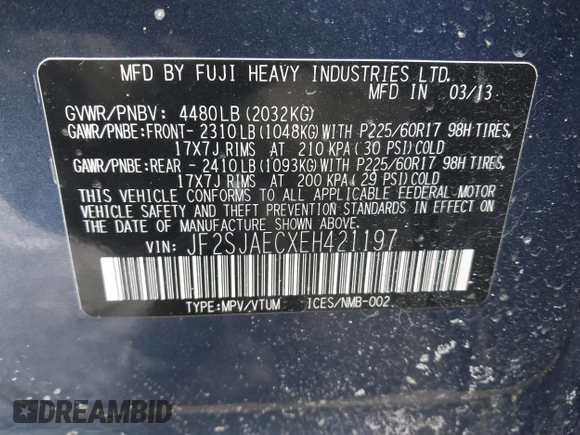 MFD BY FUJI HEAVY INDUSTRIES LTD.
MFD IN 03/13
GVWR/PNBV: 4480LB (2032KG)
GAWR/PNBE:FRONT- 2310LB(1048KG)WITH P225/60R17 98H TIRES,
17X7J RIMS AT 210 KPA ( 30 PSI)COLD
GAWR/PNBE:REAR - 2410LB(1093KG)WITH P225/60R17 98H TIRES,
17X7J RIMS AT 200 KPA ( 29 PSI)COLD
THIS VEHICLE CONFORMS TO ALL APPLICABLE FEDERAL MOTOR
VEHICLE SAFETY AND THEFT PREVENTION STANDARDS IN EFFECT ON
THE DATE OF MANUFACTURE SHOWN ABOVE.
VIN: JF2SJAECXEH421197
TYPE:MPV/VTUM ICES/NMB-002
DREAMBID